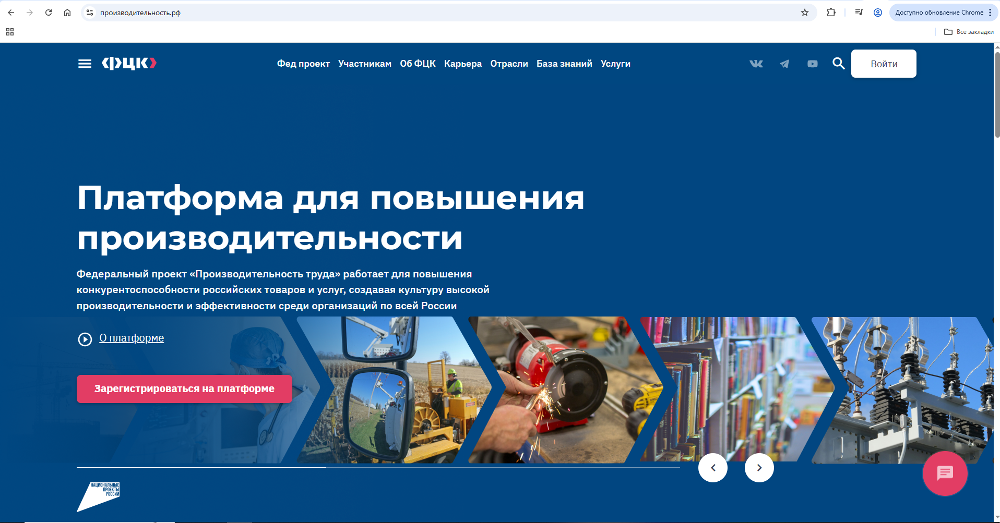 производительность.рф
Доступно обновление Chrome
Все закладки
ФЦК
Фед проект Участникам Об ФЦК Карьера Отрасли База знаний Услуги
Войти
Платформа для повышения
производительности
Федеральный проект «Производительность труда» работает для повышения
конкурентоспособности российских товаров и услуг, создавая культуру высокой
производительности и эффективности среди организаций по всей России
О платформе
Зарегистрироваться на платформе
НАЦИОНАЛЬНЫЕ
ПРОЕКТЫ
РОССИИ